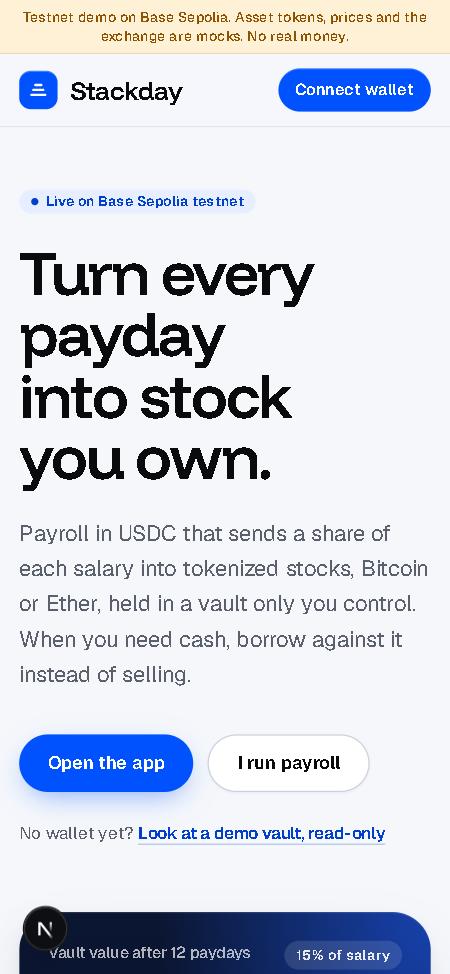 Testnet demo on Base Sepolia. Asset tokens, prices and the
exchange are mocks. No real money.
Stackday
Connect wallet
Live on Base Sepolia testnet
Turn every
payday
into stock
you own.
Payroll in USDC that sends a share of
each salary into tokenized stocks, Bitcoin
or Ether, held in a vault only you control.
When you need cash, borrow against it
instead of selling.
Open the app
I run payroll
No wallet yet? Look at a demo vault, read-only
N
Vault value after 12 paydays
15% of salary